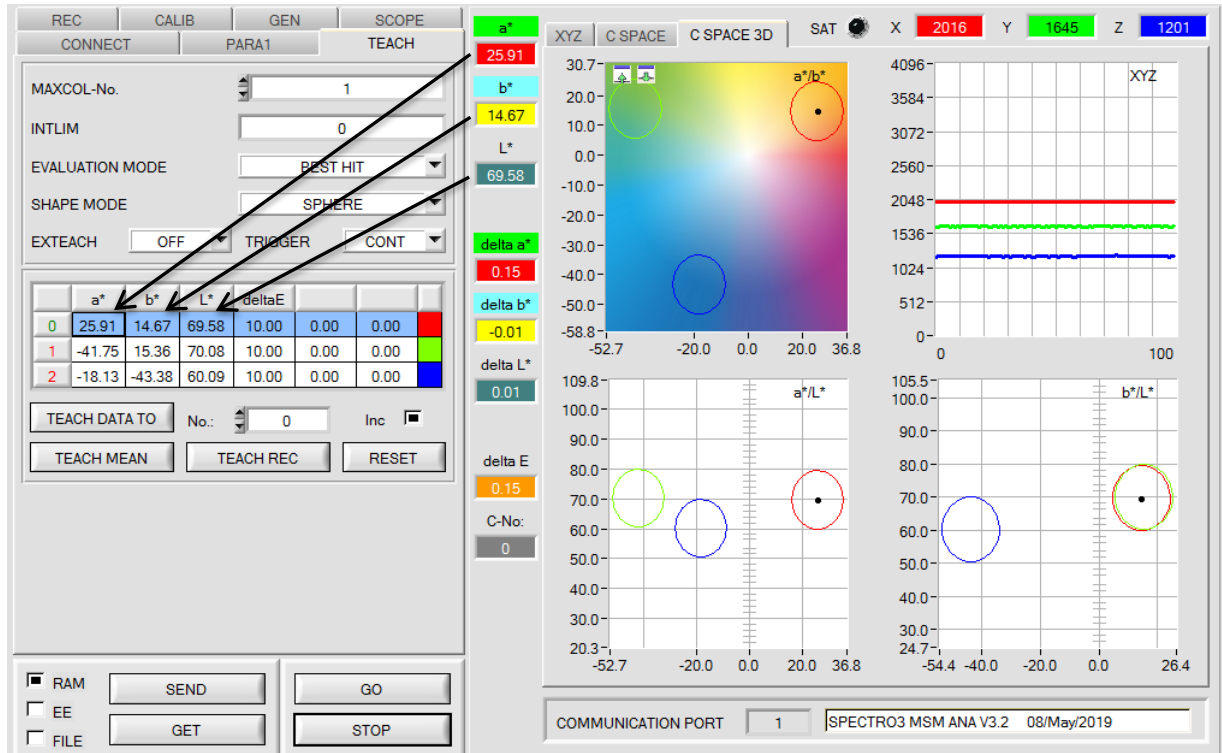 REC CALIB GEN SCOPE
CONNECT PARA1 TEACH
MAXCOL-No. 1
INTLIM 0
EVALUATION MODE BEST HIT
SHAPE MODE SPHERE
EXTEACH OFF TRIGGER CONT
a* b* L* deltaE
0 25.91 14.67 69.58 10.00 0.00 0.00
1 -41.75 15.36 70.08 10.00 0.00 0.00
2 -18.13 -43.38 60.09 10.00 0.00 0.00
TEACH DATA TO No.: 0 Inc
TEACH MEAN TEACH REC RESET
RAM SEND GO
EE
FILE GET STOP
a*
25.91
b*
14.67
L*
69.58
delta a*
0.15
delta b*
-0.01
delta L*
0.01
delta E
0.15
C-No:
0
XYZ C SPACE C SPACE 3D SAT X 2016 Y 1645 Z 1201
a*/b*
30.7
20.0
10.0
0.0
-10.0
-20.0
-30.0
-40.0
-50.0
-58.8
-52.7 -20.0 0.0 20.0 36.8
XYZ
4096
3584
3072
2560
2048
1536
1024
512
0
0 100
a*/L*
109.8
100.0
90.0
80.0
70.0
60.0
50.0
40.0
30.0
20.3
-52.7 -20.0 0.0 20.0 36.8
b*/L*
105.5
100.0
90.0
80.0
70.0
60.0
50.0
40.0
30.0
24.7
-54.4 -40.0 -20.0 0.0 26.4
COMMUNICATION PORT 1 SPECTRO3 MSM ANA V3.2 08/May/2019